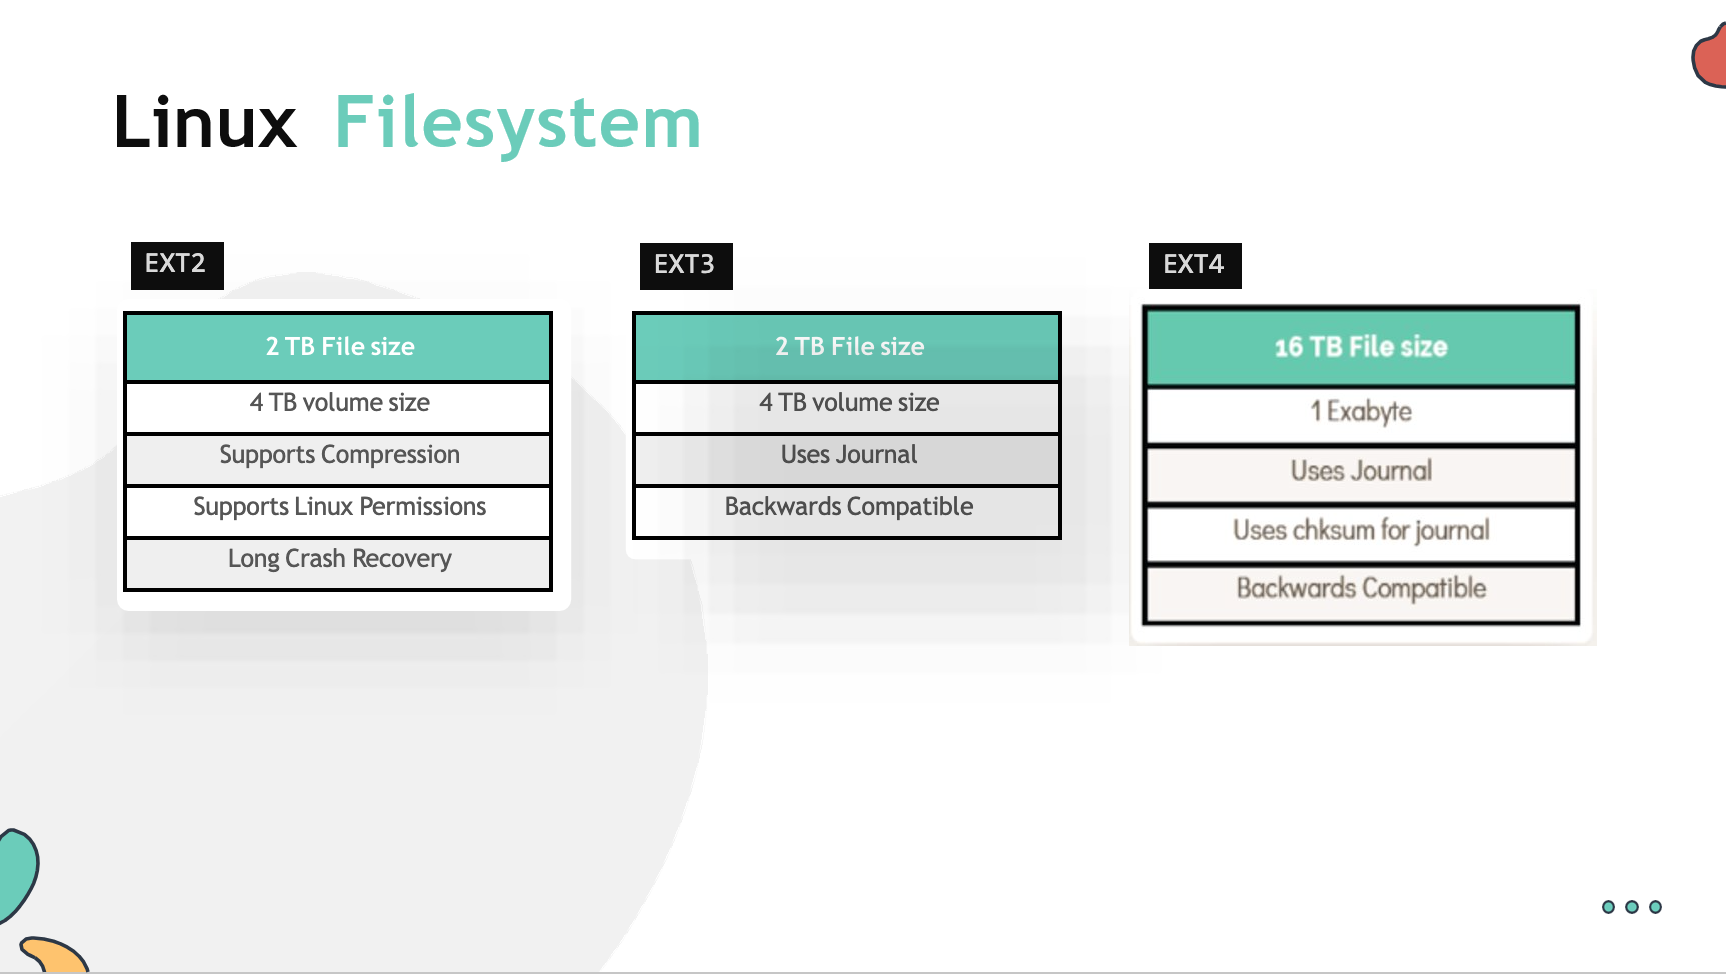 Linux Filesystem
EXT2
2 TB File size
4 TB volume size
Supports Compression
Supports Linux Permissions
Long Crash Recovery
EXT3
2 TB File size
4 TB volume size
Uses Journal
Backwards Compatible
EXT4
16 TB File size
1 Exabyte
Uses Journal
Uses chksum for journal
Backwards Compatible